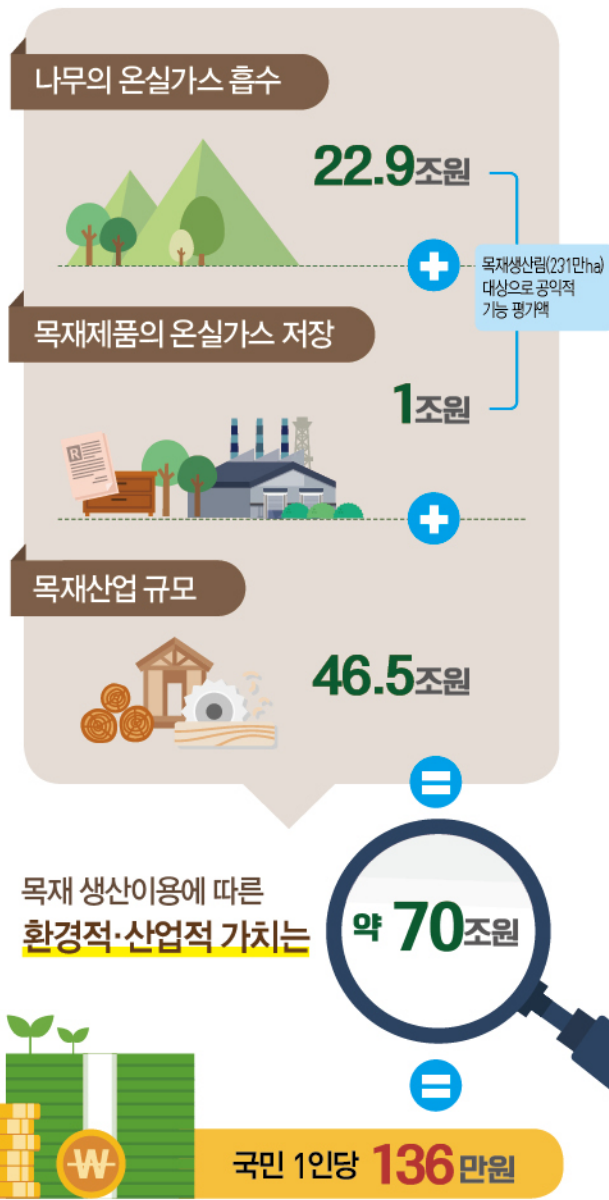 나무의 온실가스 흡수
22.9조원
목재생산림(231만ha)
대상으로 공익적
기능 평가액
목재제품의 온실가스 저장
1조원
R
목재산업 규모
46.5조원
목재 생산이용에 따른
환경적·산업적 가치는
약 70조원
₩
국민 1인당 136만원